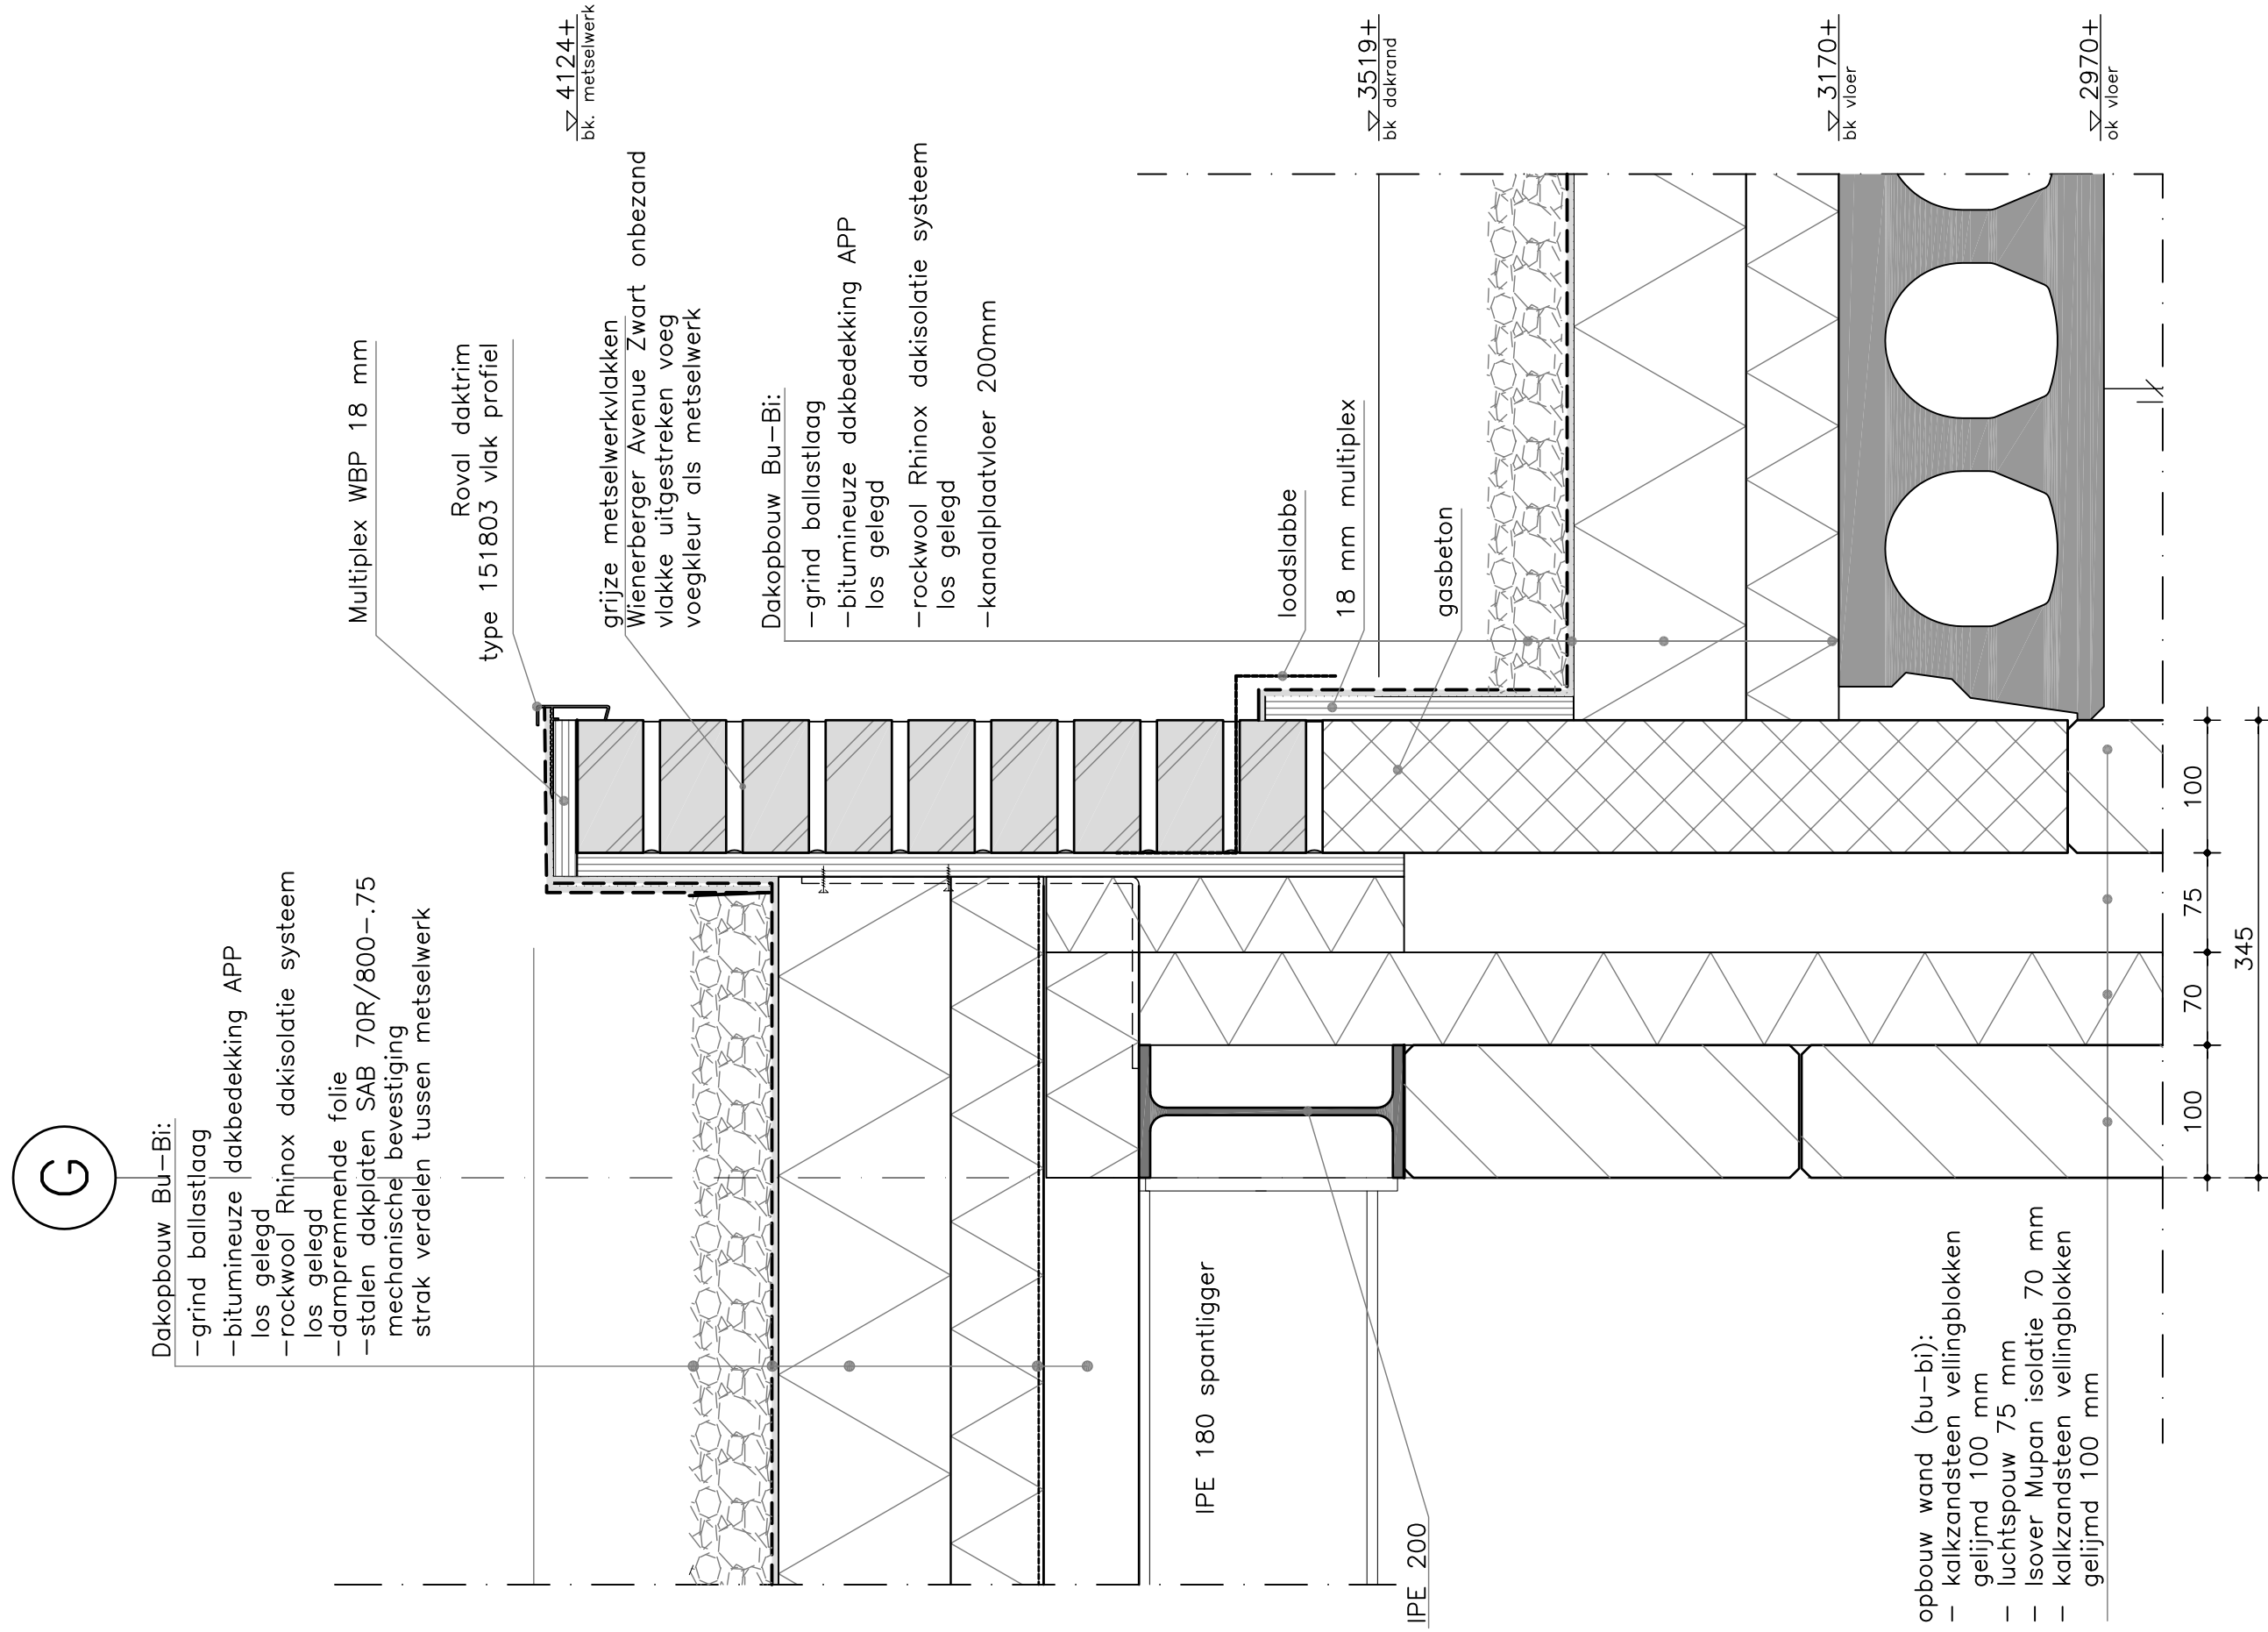 G
Dakopbouw Bu-Bi:
-grind ballastlaag
-bitumineuze dakbedekking APP
los gelegd
-rockwool Rhinox dakisolatie systeem
los gelegd
-dampremmende folie
-stalen dakplaten SAB 70R/800-.75
mechanische bevestiging
strak verdelen tussen metselwerk
Multiplex WBP 18 mm
Roval daktrim
type 151803 vlak profiel
grijze metselwerkvlakken
Wienerberger Avenue Zwart onbezand
vlakke uitgestreken voeg
voegkleur als metselwerk
Dakopbouw Bu-Bi:
-grind ballastlaag
-bitumineuze dakbedekking APP
los gelegd
-rockwool Rhinox dakisolatie systeem
los gelegd
-kanaalplaatvloer 200mm
loodslabbe
18 mm multiplex
gasbeton
4124+
bk. metselwerk
3519+
bk dakrand
3170+
bk vloer
2970+
ok vloer
IPE 180 spantligger
IPE 200
opbouw wand (bu-bi):
- kalkzandsteen vellingblokken
gelijmd 100 mm
- luchtspouw 75 mm
- Isover Mupan isolatie 70 mm
- kalkzandsteen vellingblokken
gelijmd 100 mm
100
70
75
100
345